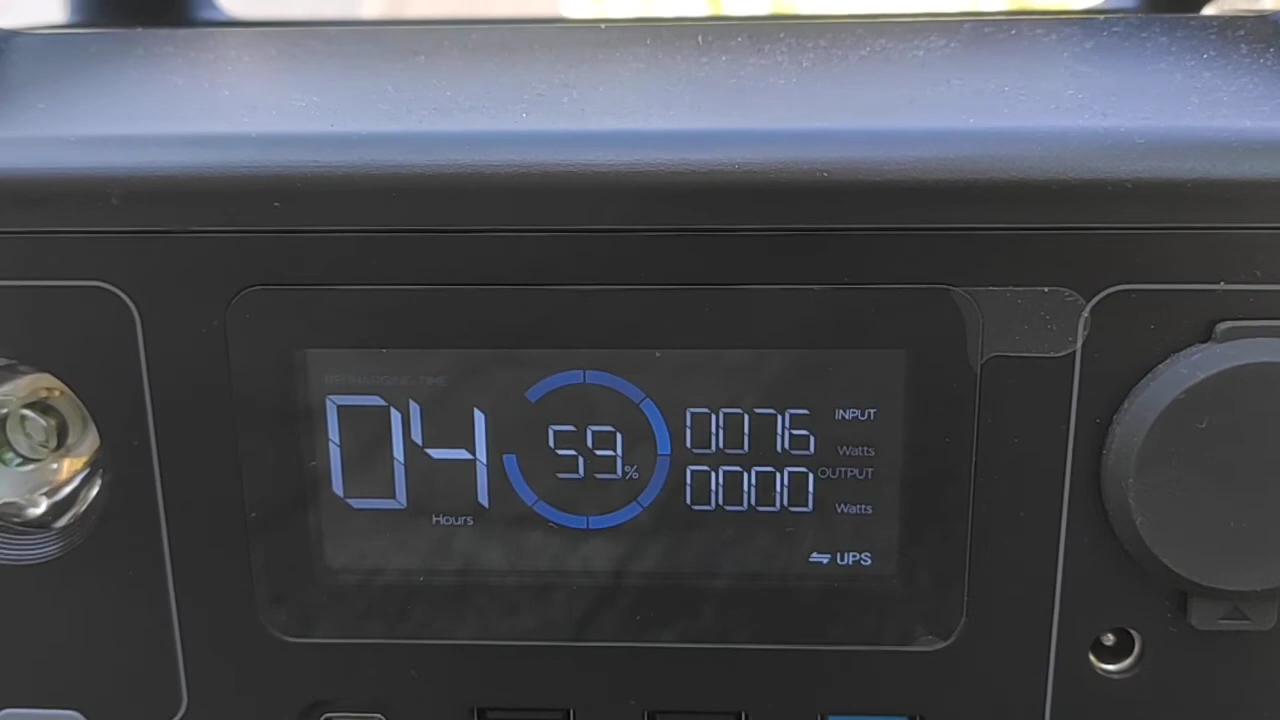 RECHARGING TIME
04
Hours
59%
0076 INPUT
Watts
0000 OUTPUT
Watts
⇋ UPS